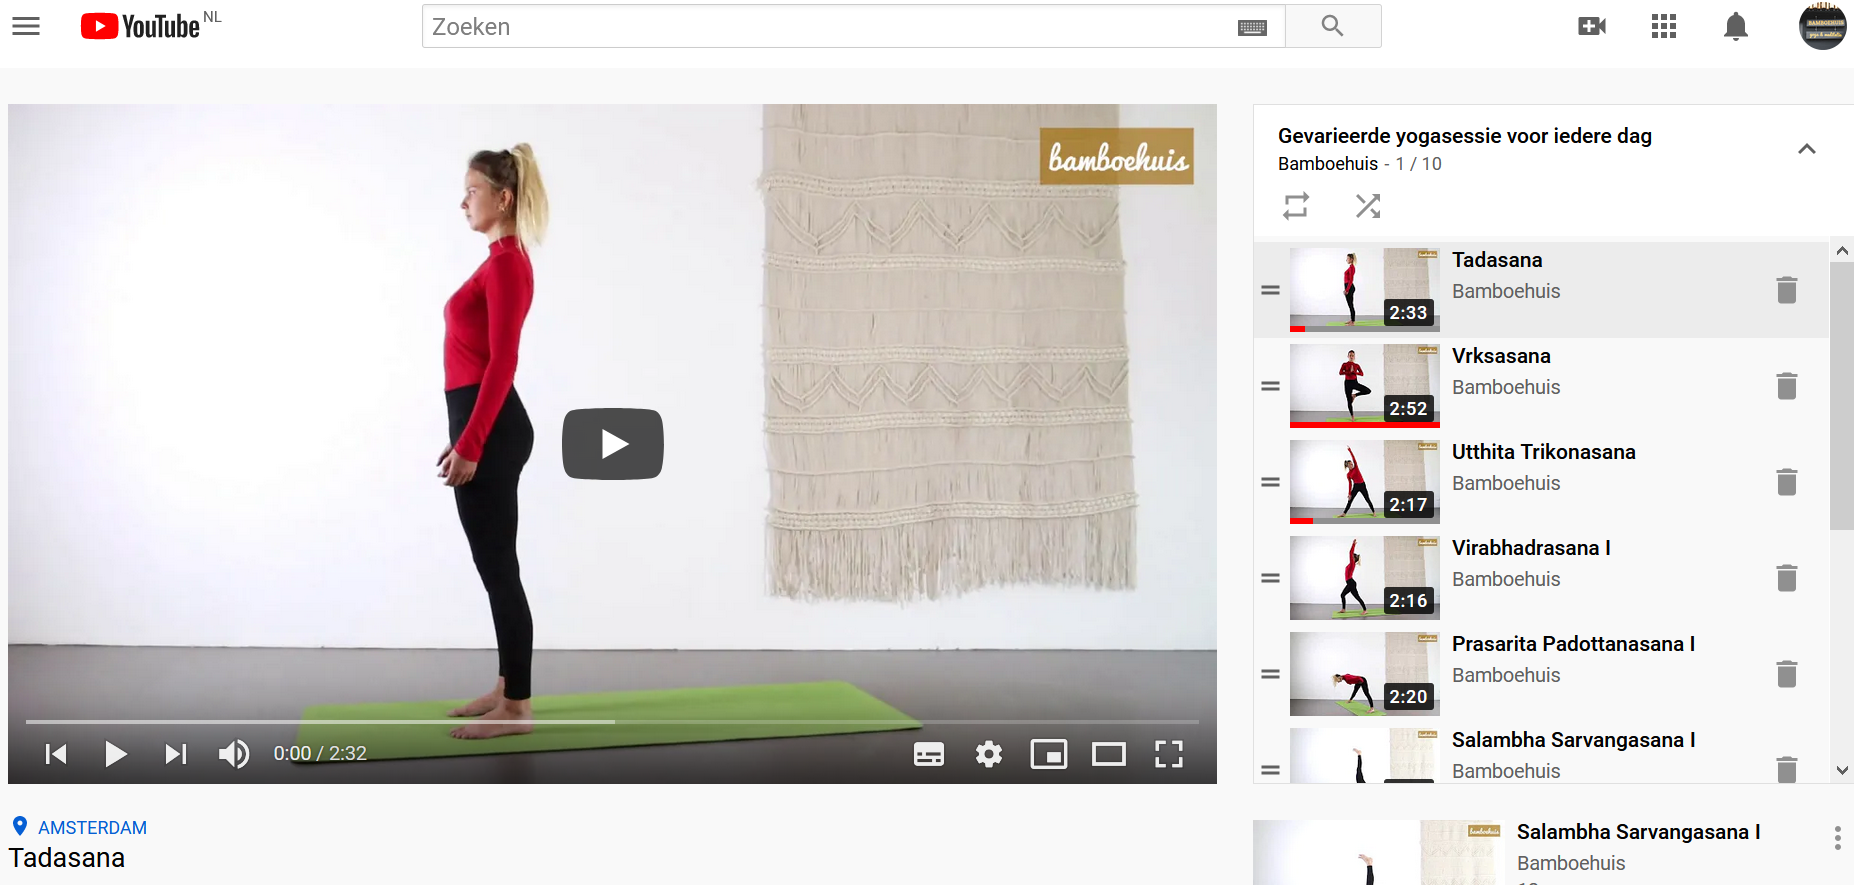 YouTube NL
Zoeken
BAMBOEHUIS
bamboehuis
0:00 / 2:32
AMSTERDAM
Tadasana
Gevarieerde yogasessie voor iedere dag
Bamboehuis - 1 / 10
Tadasana
Bamboehuis
2:33
Vrksasana
Bamboehuis
2:52
Utthita Trikonasana
Bamboehuis
2:17
Virabhadrasana I
Bamboehuis
2:16
Prasarita Padottanasana I
Bamboehuis
2:20
Salambha Sarvangasana I
Bamboehuis
bamboehuis
Salambha Sarvangasana I
Bamboehuis